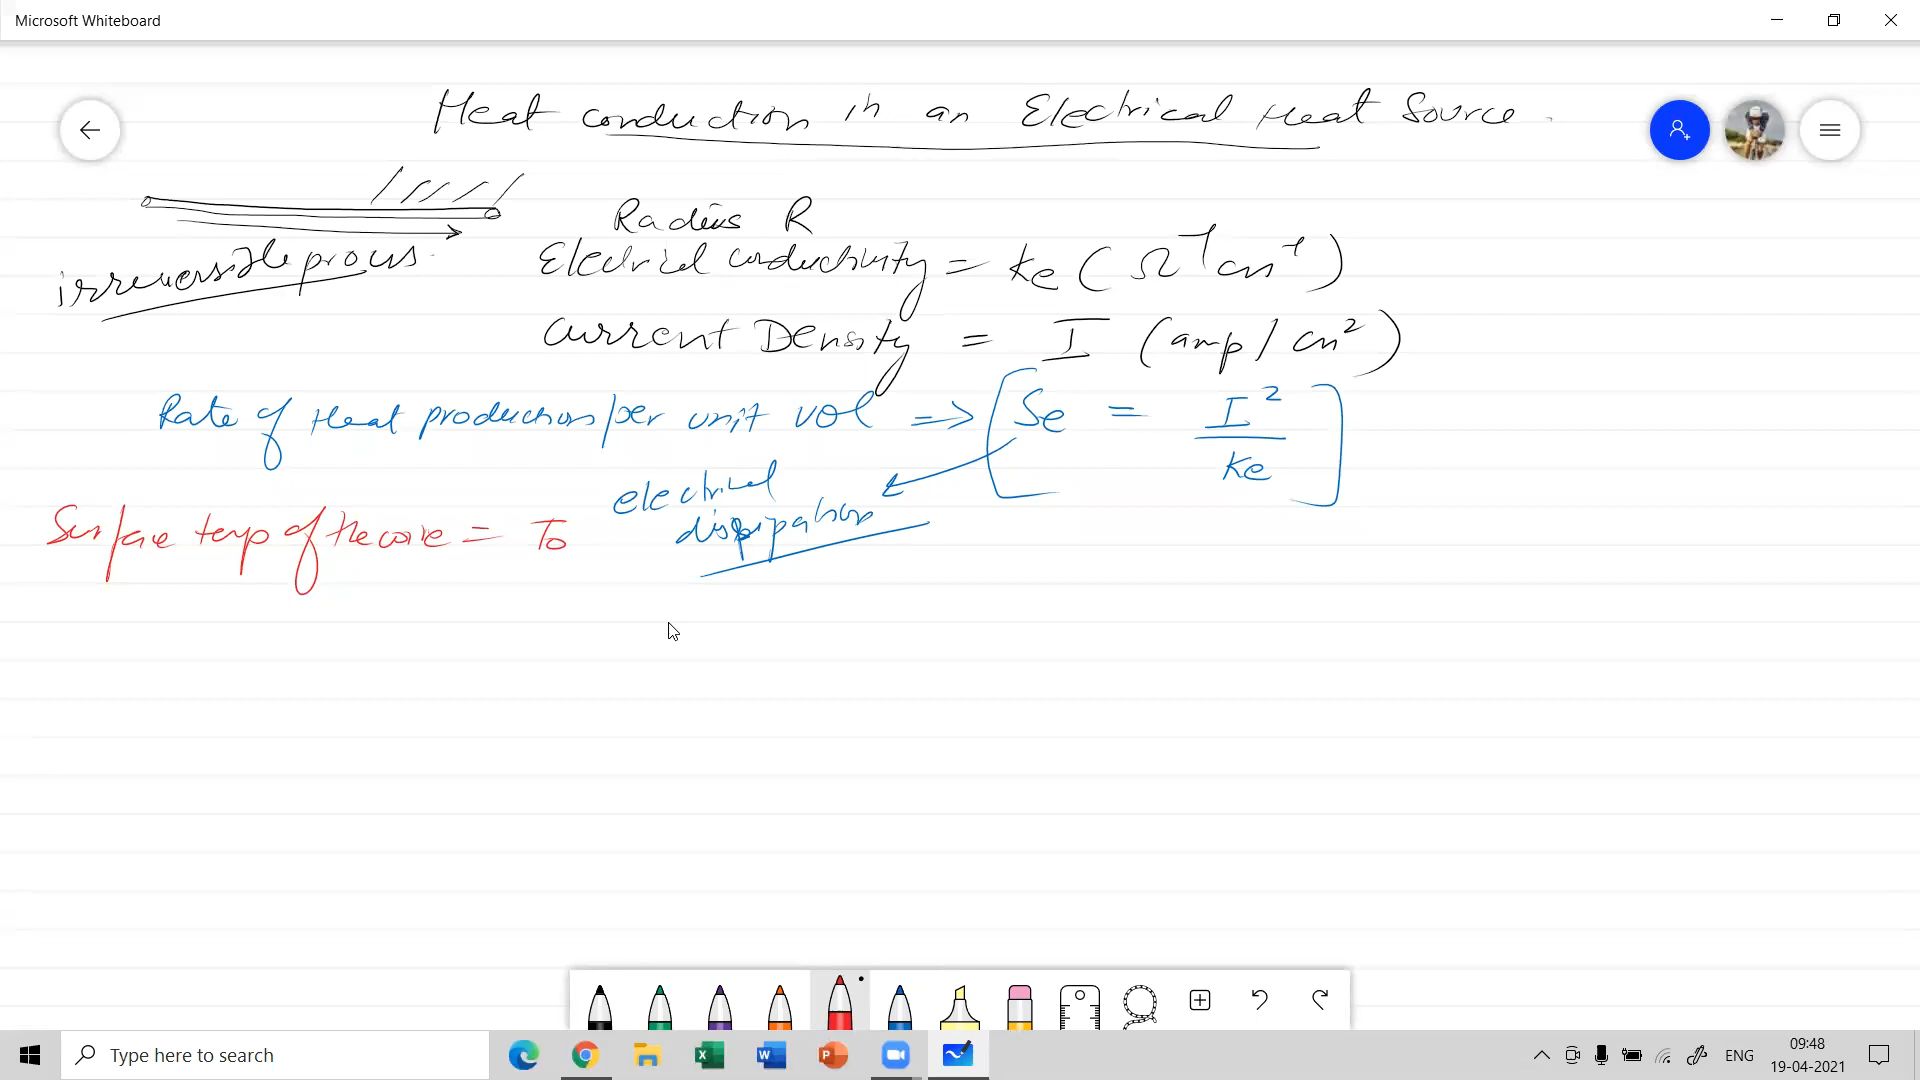 Microsoft Whiteboard
Heat conduction in an Electrical Heat Source.
Radius R
irreversible process.
Electrical conductivity = ke (Ω⁻¹ cm⁻¹)
Current Density = I (amp/cm²)
Rate of Heat production/per unit vol => [Se = I²/ke]
electrical dissipation
Surface temp of the wire = To
Type here to search
ENG
09:48
19-04-2021